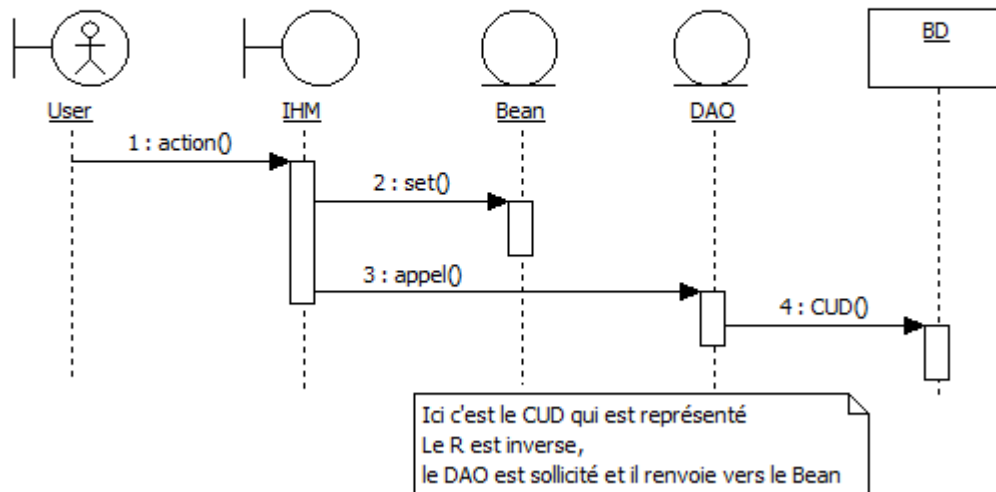 BD
User
IHM
Bean
DAO
1 : action()
2 : set()
3 : appel()
4 : CUD()
Ici c'est le CUD qui est représenté
Le R est inverse,
le DAO est sollicité et il renvoie vers le Bean